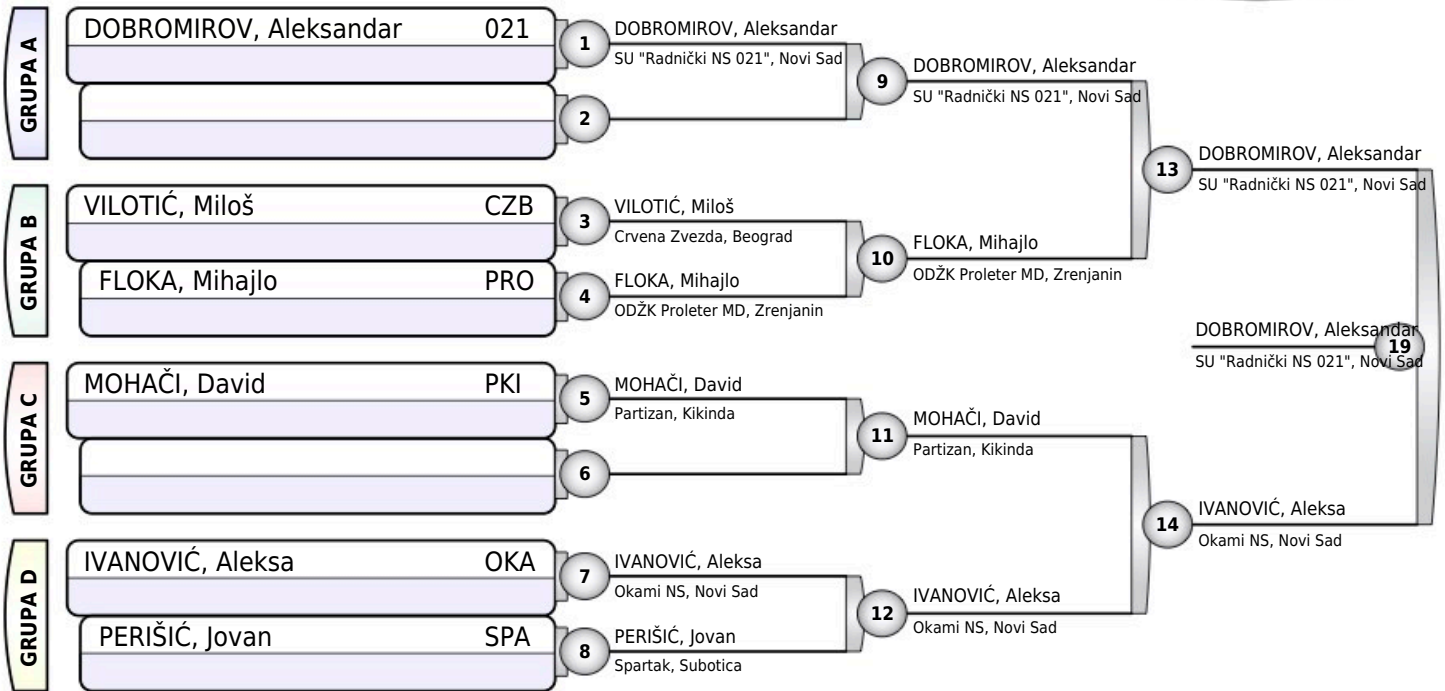 GRUPA A
DOBROMIROV, Aleksandar 021
1
2
DOBROMIROV, Aleksandar
SU "Radnički NS 021", Novi Sad
9
DOBROMIROV, Aleksandar
SU "Radnički NS 021", Novi Sad
GRUPA B
VILOTIĆ, Miloš CZB
FLOKA, Mihajlo PRO
3
4
VILOTIĆ, Miloš
Crvena Zvezda, Beograd
FLOKA, Mihajlo
ODŽK Proleter MD, Zrenjanin
10
FLOKA, Mihajlo
ODŽK Proleter MD, Zrenjanin
13
DOBROMIROV, Aleksandar
SU "Radnički NS 021", Novi Sad
GRUPA C
MOHAČI, David PKI
5
6
MOHAČI, David
Partizan, Kikinda
11
MOHAČI, David
Partizan, Kikinda
GRUPA D
IVANOVIĆ, Aleksa OKA
PERIŠIĆ, Jovan SPA
7
8
IVANOVIĆ, Aleksa
Okami NS, Novi Sad
PERIŠIĆ, Jovan
Spartak, Subotica
12
IVANOVIĆ, Aleksa
Okami NS, Novi Sad
14
IVANOVIĆ, Aleksa
Okami NS, Novi Sad
DOBROMIROV, Aleksandar
19
SU "Radnički NS 021", Novi Sad